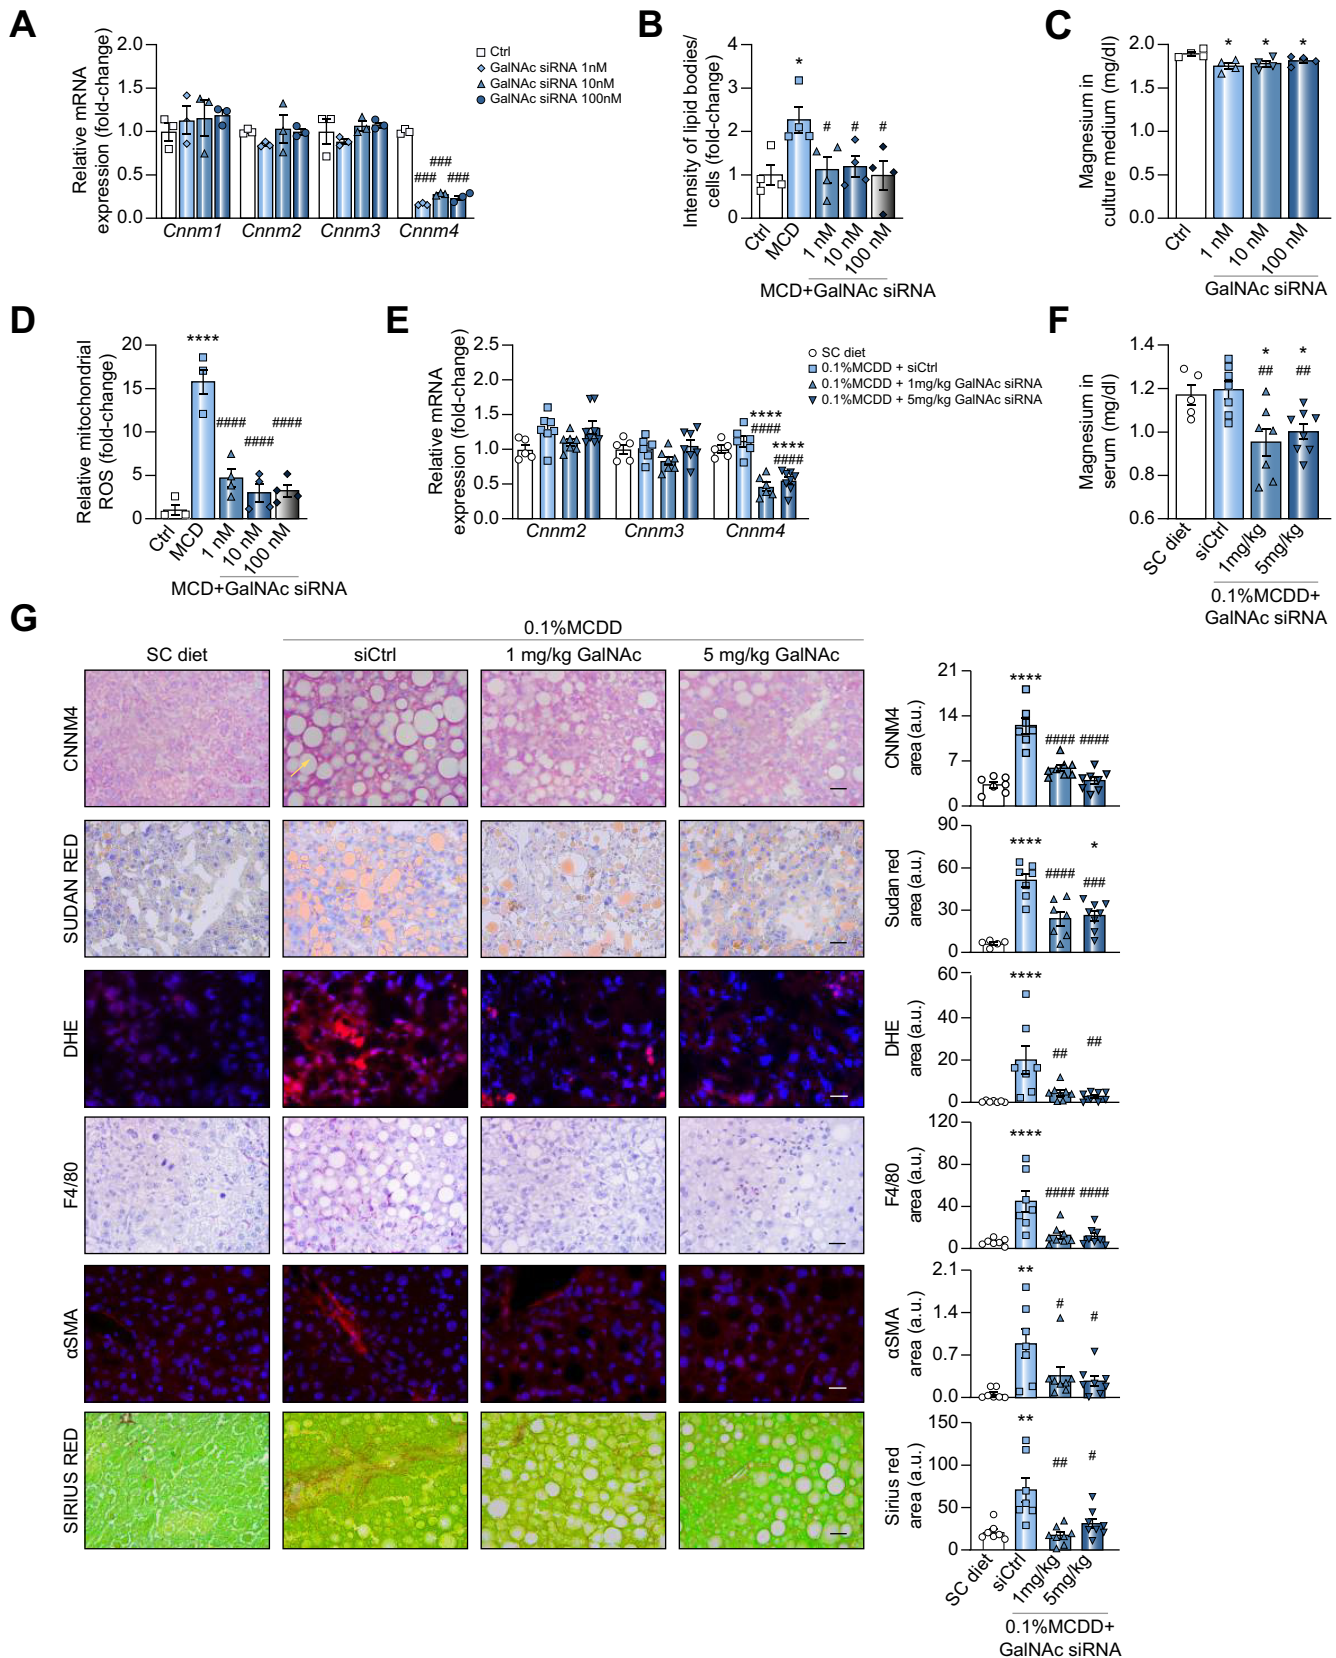 A
Relative mRNA
expression (fold-change)
2.0
1.5
1.0
0.5
0.0
Ctrl
GalNAc siRNA 1nM
GalNAc siRNA 10nM
GalNAc siRNA 100nM
###
###
###
Cnnm1
Cnnm2
Cnnm3
Cnnm4
B
Intensity of lipid bodies/
cells (fold-change)
4
3
2
1
0
*
#
#
#
Ctrl
MCD
1 nM
10 nM
100 nM
MCD+GalNAc siRNA
C
Magnesium in
culture medium (mg/dl)
2.0
1.5
1.0
0.5
0.0
*
*
*
Ctrl
1 nM
10 nM
100 nM
GalNAc siRNA
D
Relative mitochondrial
ROS (fold-change)
20
15
10
5
0
****
####
####
####
Ctrl
MCD
1 nM
10 nM
100 nM
MCD+GalNAc siRNA
E
Relative mRNA
expression (fold-change)
2.5
2.0
1.5
1.0
0.5
0.0
SC diet
0.1%MCDD + siCtrl
0.1%MCDD + 1mg/kg GalNAc siRNA
0.1%MCDD + 5mg/kg GalNAc siRNA
****
####
****
####
Cnnm2
Cnnm3
Cnnm4
F
Magnesium in
serum (mg/dl)
1.4
1.2
1.0
0.8
0.6
*
##
*
##
SC diet
siCtrl
1mg/kg
5mg/kg
0.1%MCDD+
GalNAc siRNA
G
0.1%MCDD
SC diet
siCtrl
1 mg/kg GalNAc
5 mg/kg GalNAc
CNNM4
CNNM4
area (a.u.)
21
14
7
0
****
####
####
SUDAN RED
Sudan red
area (a.u.)
90
60
30
0
****
####
*
###
DHE
DHE
area (a.u.)
60
40
20
0
****
##
##
F4/80
F4/80
area (a.u.)
120
80
40
0
****
####
####
αSMA
αSMA
area (a.u.)
2.1
1.4
0.7
0.0
**
#
#
SIRIUS RED
Sirius red
area (a.u.)
150
100
50
0
**
##
#
SC diet
siCtrl
1mg/kg
5mg/kg
0.1%MCDD+
GalNAc siRNA